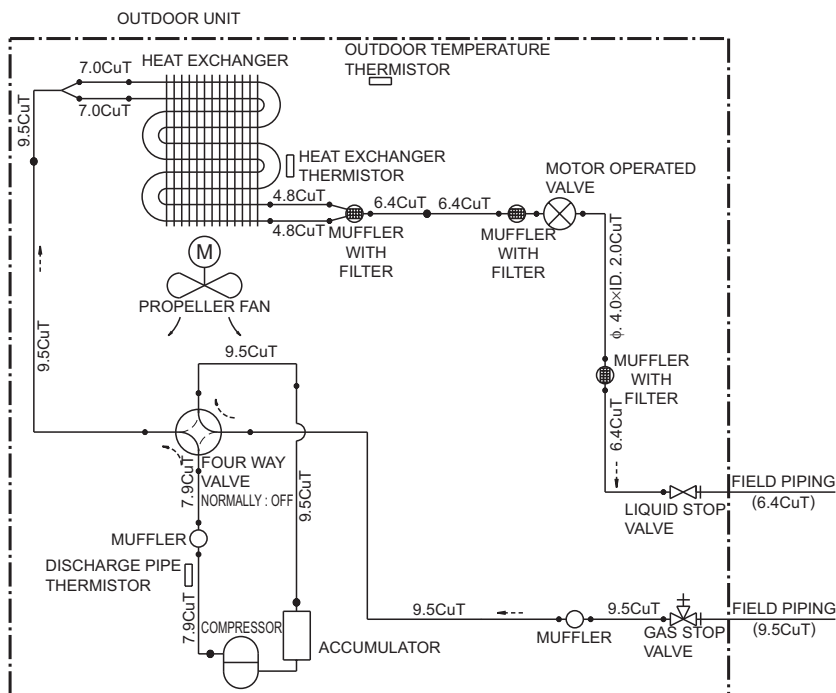 OUTDOOR UNIT
HEAT EXCHANGER
OUTDOOR TEMPERATURE
THERMISTOR
7.0CuT
7.0CuT
9.5CuT
HEAT EXCHANGER
THERMISTOR
MOTOR OPERATED
VALVE
4.8CuT
4.8CuT
6.4CuT
6.4CuT
MUFFLER
WITH
FILTER
MUFFLER
WITH
FILTER
M
PROPELLER FAN
ϕ. 4.0×ID. 2.0CuT
9.5CuT
9.5CuT
MUFFLER
WITH
FILTER
6.4CuT
FOUR WAY
VALVE
NORMALLY : OFF
7.9CuT
9.5CuT
LIQUID STOP
VALVE
FIELD PIPING
(6.4CuT)
MUFFLER
DISCHARGE PIPE
THERMISTOR
7.9CuT
COMPRESSOR
ACCUMULATOR
9.5CuT
MUFFLER
9.5CuT
GAS STOP
VALVE
FIELD PIPING
(9.5CuT)